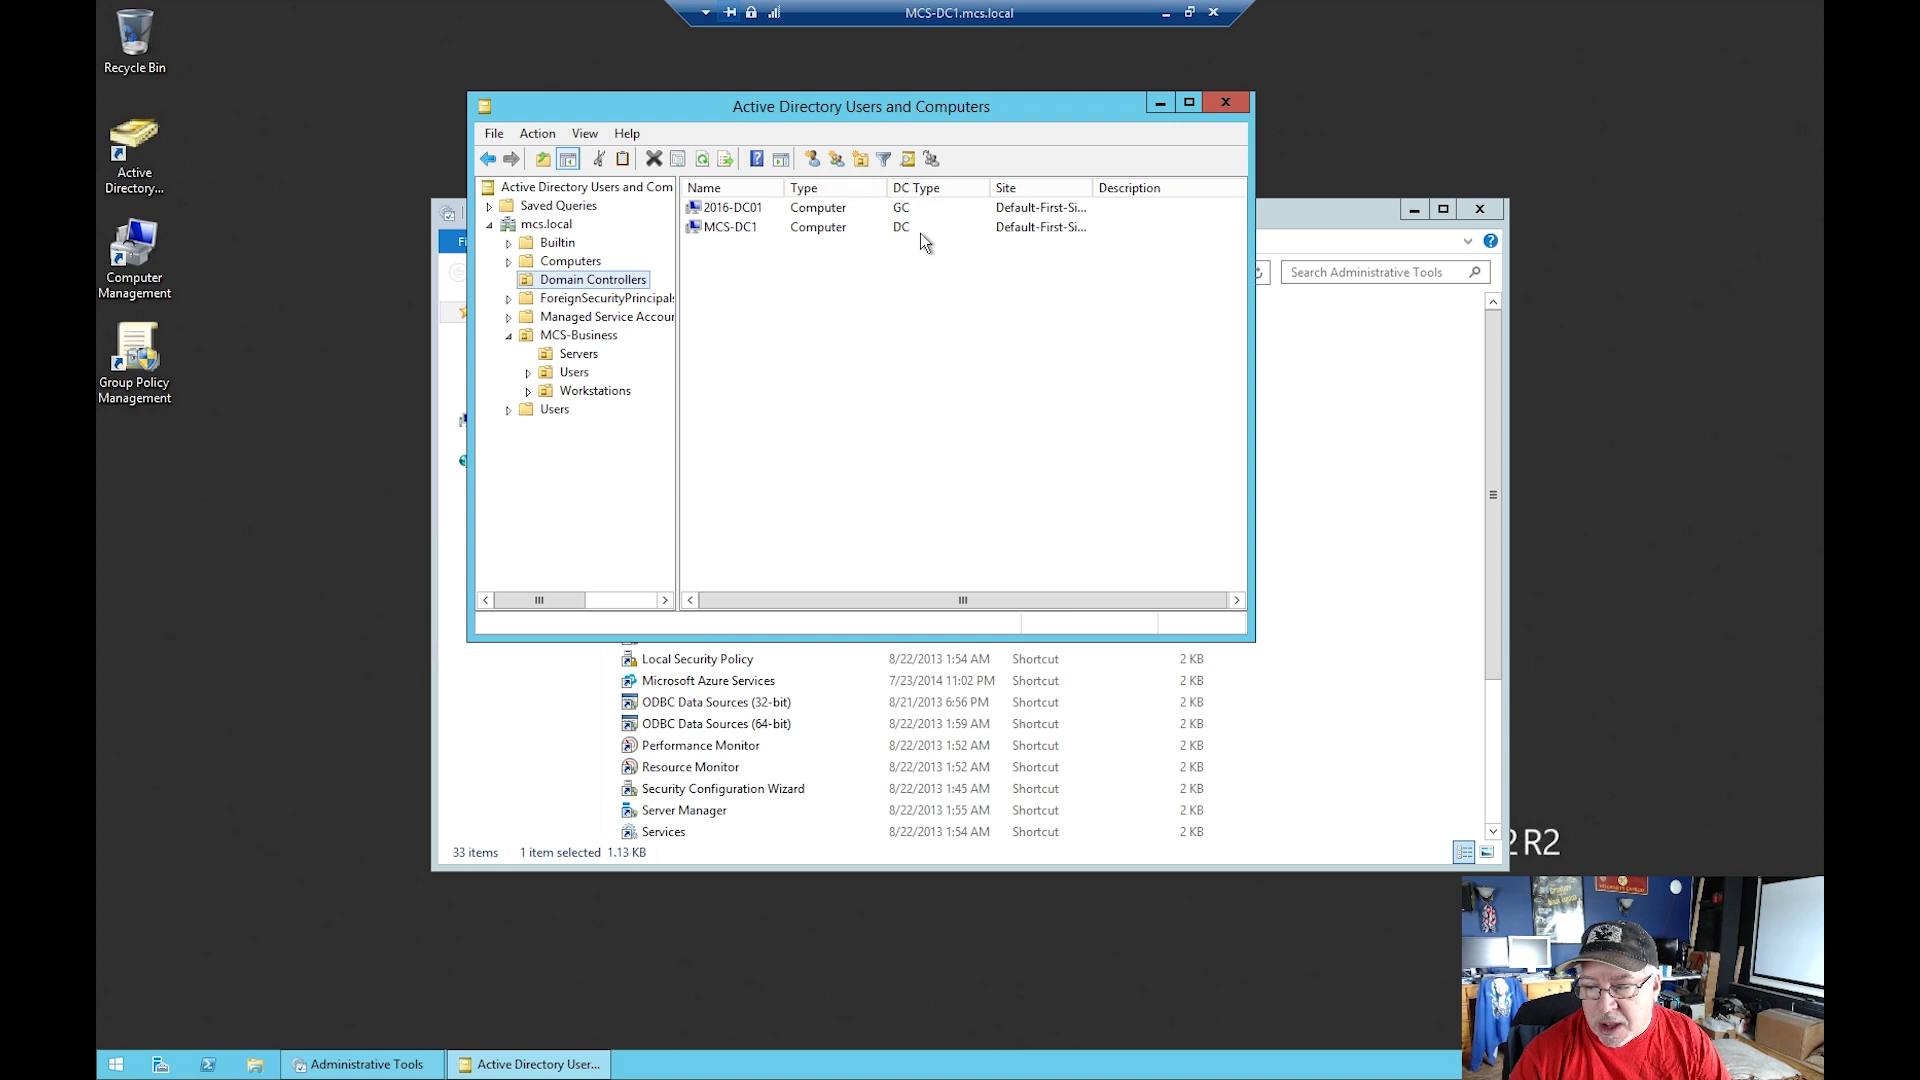 MCS-DC1.mcs.local
Recycle Bin
Active
Directory...
Computer
Management
Group Policy
Management
Active Directory Users and Computers
File Action View Help
Active Directory Users and Com
Saved Queries
mcs.local
Builtin
Computers
Domain Controllers
ForeignSecurityPrincipals
Managed Service Accour
MCS-Business
Servers
Users
Workstations
Users
Name Type DC Type Site Description
2016-DC01 Computer GC Default-First-Si...
MCS-DC1 Computer DC Default-First-Si...
Fi
Search Administrative Tools
Local Security Policy 8/22/2013 1:54 AM Shortcut 2 KB
Microsoft Azure Services 7/23/2014 11:02 PM Shortcut 2 KB
ODBC Data Sources (32-bit) 8/21/2013 6:56 PM Shortcut 2 KB
ODBC Data Sources (64-bit) 8/22/2013 1:59 AM Shortcut 2 KB
Performance Monitor 8/22/2013 1:52 AM Shortcut 2 KB
Resource Monitor 8/22/2013 1:52 AM Shortcut 2 KB
Security Configuration Wizard 8/22/2013 1:45 AM Shortcut 2 KB
Server Manager 8/22/2013 1:55 AM Shortcut 2 KB
Services 8/22/2013 1:54 AM Shortcut 2 KB
33 items 1 item selected 1.13 KB
2 R2
Administrative Tools
Active Directory User...